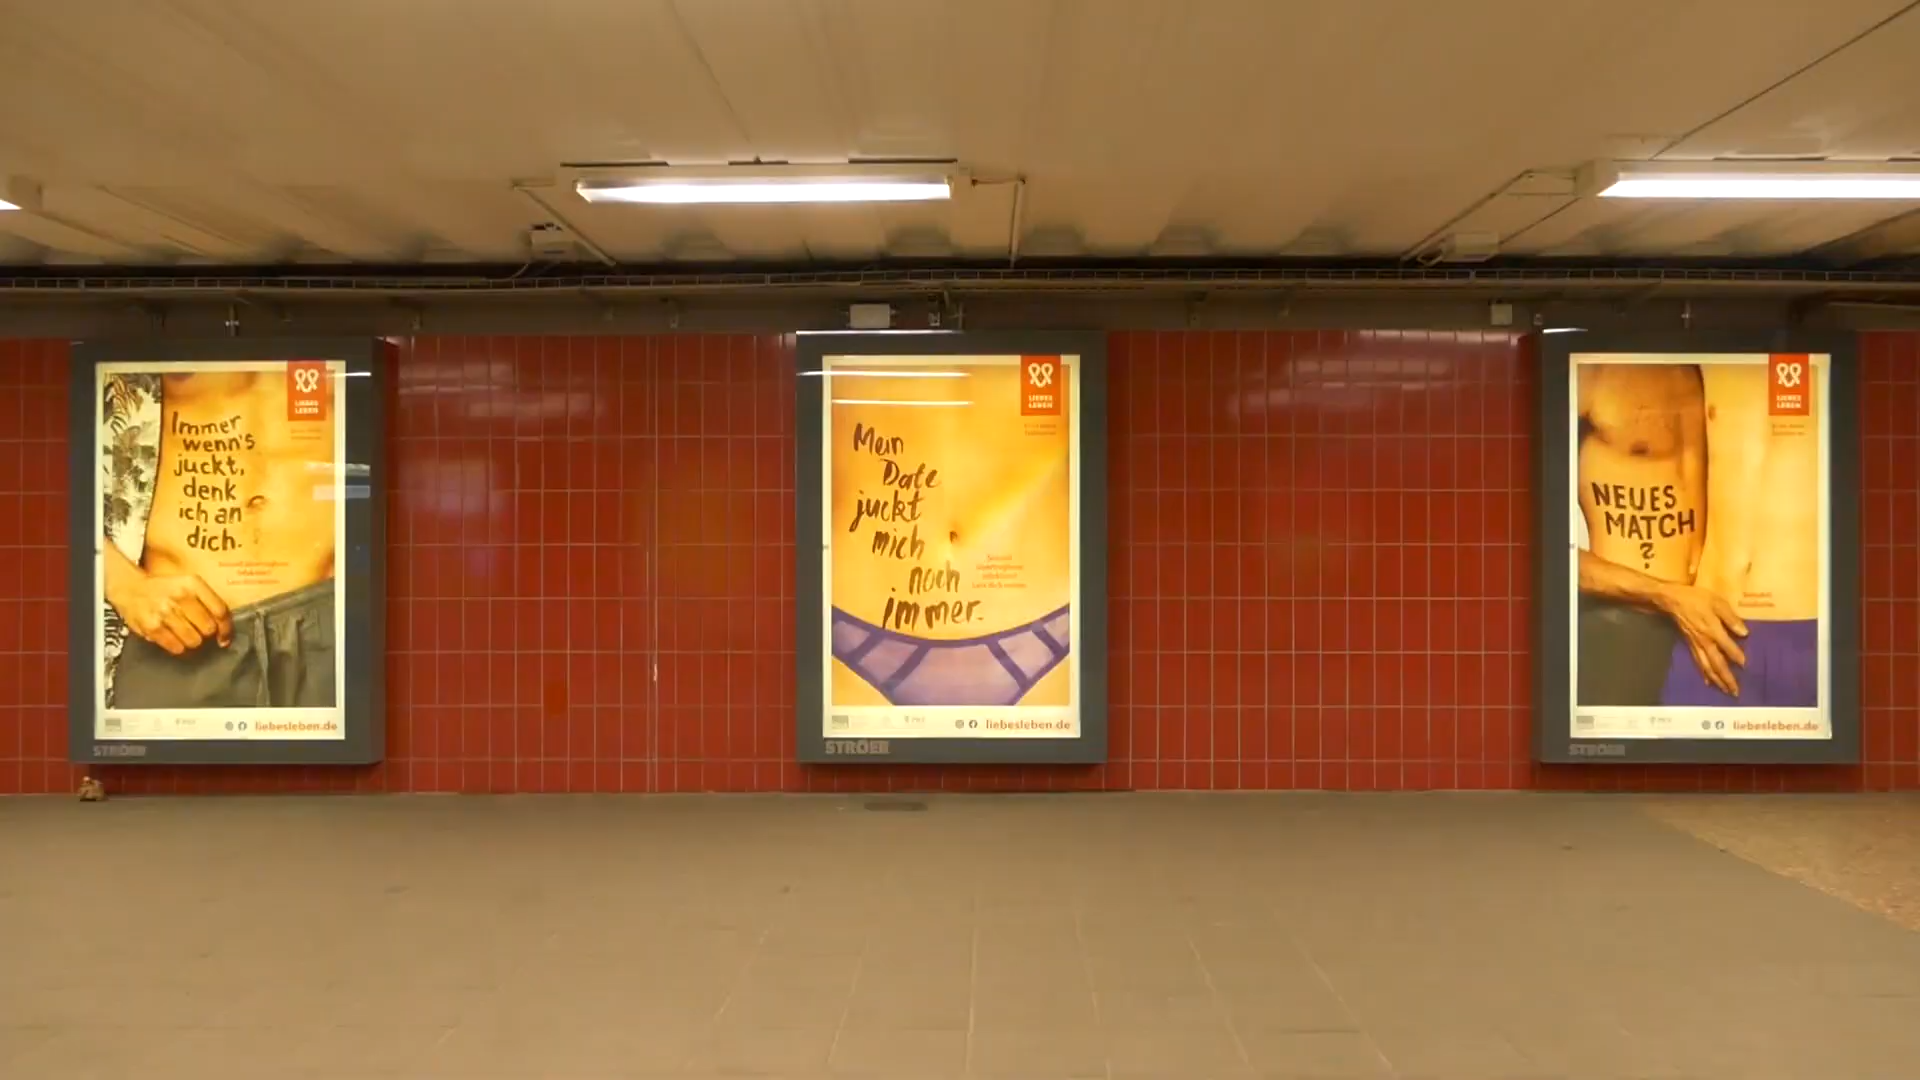 Immer
wenn's
juckt,
denk
ich an
dich.
LIEBES
LEBEN
liebesleben.de
STRÖER
Mein
Date
juckt
mich
noch
immer.
LIEBES
LEBEN
liebesleben.de
STRÖER
NEUES
MATCH
?
LIEBES
LEBEN
liebesleben.de
STRÖER